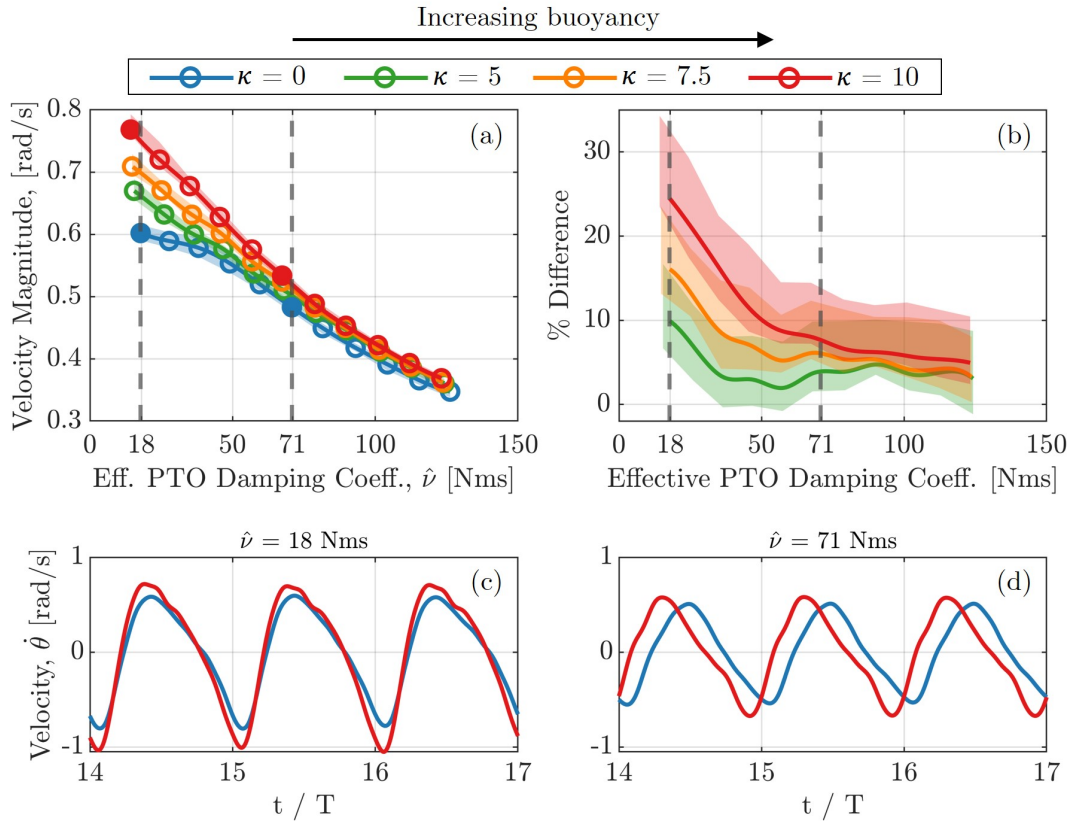 Increasing buoyancy
κ = 0 κ = 5 κ = 7.5 κ = 10
(a)
Velocity Magnitude, [rad/s]
0.8
0.7
0.6
0.5
0.4
0.3
0 18 50 71 100 150
Eff. PTO Damping Coeff., ν̂ [Nms]
(b)
% Difference
30
20
10
0
0 18 50 71 100 150
Effective PTO Damping Coeff. [Nms]
ν̂ = 18 Nms
(c)
Velocity, θ̇ [rad/s]
1
0
-1
14 15 16 17
t / T
ν̂ = 71 Nms
(d)
1
0
-1
14 15 16 17
t / T